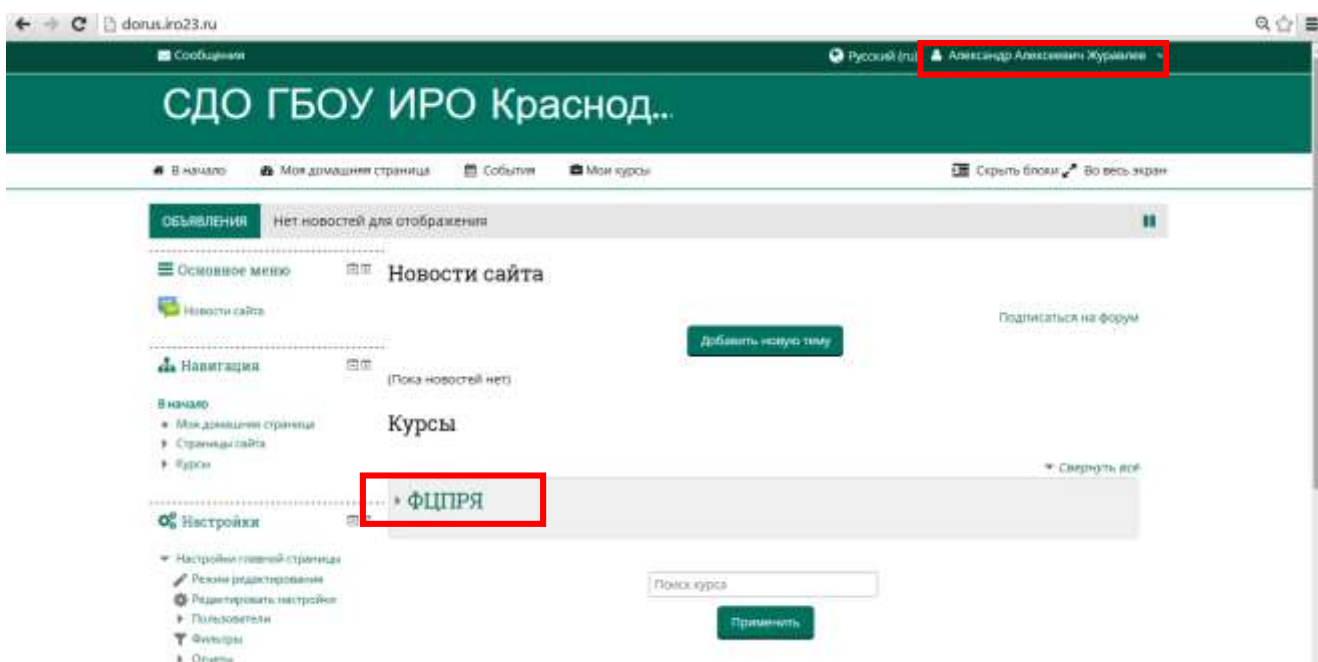 dorus.iro23.ru
Сообщения Русский (ru) Александр Алексеевич Журавлев
СДО ГБОУ ИРО Краснод...
В начало Моя домашняя страница События Мои курсы Скрыть блоки Во весь экран
ОБЪЯВЛЕНИЯ Нет новостей для отображения
Основное меню
Новости сайта
Навигация
В начало
Моя домашняя страница
Страницы сайта
Курсы
Настройки
Настройки главной страницы
Режим редактирования
Редактировать настройки
Пользователи
Фильтры
Отчеты
Новости сайта
Подписаться на форум
Добавить новую тему
(Пока новостей нет)
Курсы
Свернуть всё
ФЦПРЯ
Поиск курса
Применить